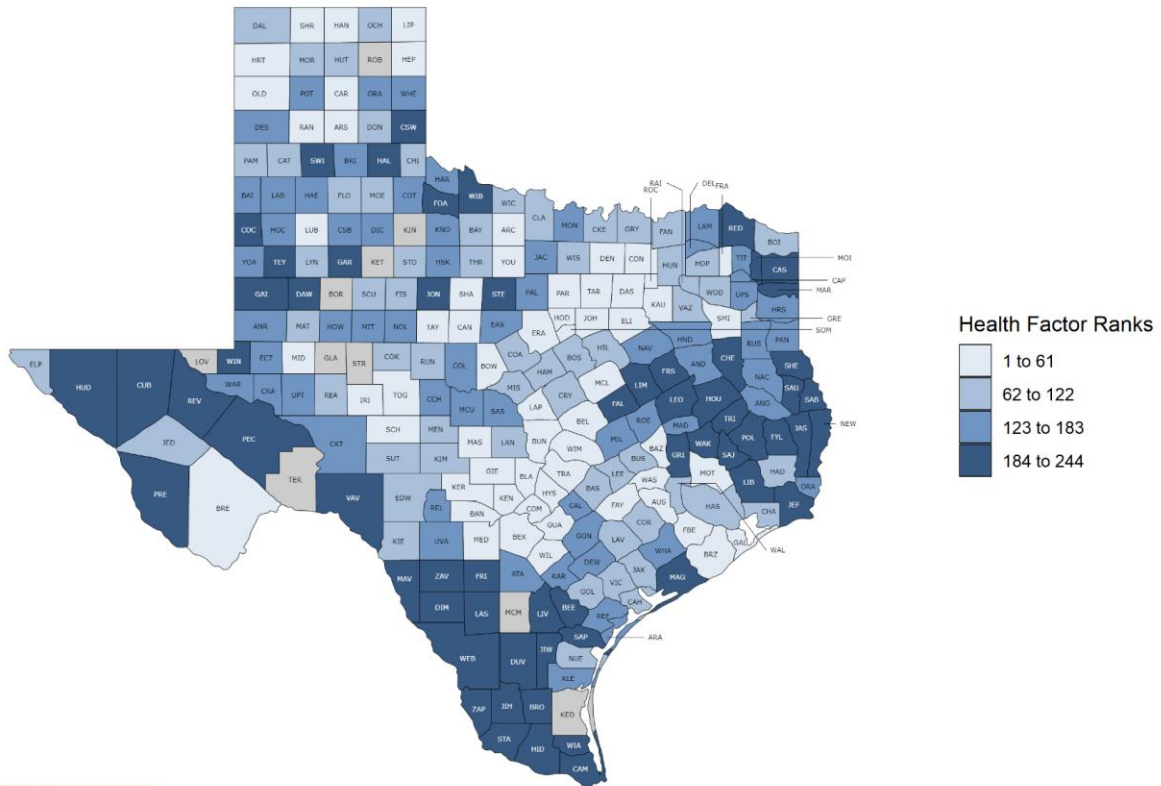 DAL SHR HAN OCH LIP
HRT MOR HUT ROB HEP
OLD POT CAR GRA WHE
DES RAN ARS DON CSW
PAM CAT SWI BRI HAL CHI
HAR
BAI LAB HAE FLO MOE COT FOA WIB WIC
RAI DEL FRA
ROC
COC HOC LUB CSB DIC KIN KNO BAY ARC CLA MON CKE GRY FAN LAM RED BOI
YOA TEY LYN GAR KET STO HSK THR YOU JAC WIS DEN CON HUN HOP TIT MOI
CAS CAP
GAI DAW BOR SCU FIS JON SHA STE PAL PAR TAR DAS KAU VAZ WOD UPS MAR
HRS GRE
ANR MAT HOW MIT NOL TAY CAN EAS ERA HOD JOH ELI SMI SOM
ELP HUD CUB LOV WIN ECT MID GLA STR COK RUN COL BOW COA HIL NAV HND RUS PAN
REV WAR CRA UPT REA IRI TOG CCH MIS HAM BOS LIM FRS AND CHE NAC SHE
JED PEC CKT SCH MEN MCU SAS LAP CRY MCL FAL LEO HOU ANG SAU SAB
SUT KIM MAS LAN BUN BEL MIL ROE MAD TRI POL TYL JAS NEW
PRE BRE TER VAV EDW KER GIE BLA WIM BAZ GRI WAK SAJ HAD
REL BAN KEN HYS TRA LEE BUS WAS MOT LIB ORA
KIE UVA MED COM BAS FAY AUS HAS CHA JEF
BEX GUA CAL COR FBE GAL WAL
WIL GON LAV WHA BRZ
MAV ZAV FRI ATA KAR DEW JAK MAG
DIM LAS MCM LIV BEE GOL VIC CAH
REF ARA
WEB DUV JIW SAP NUE
KLE
ZAP JIH BRO KED
STA HID WIA
CAM
Health Factor Ranks
1 to 61
62 to 122
123 to 183
184 to 244